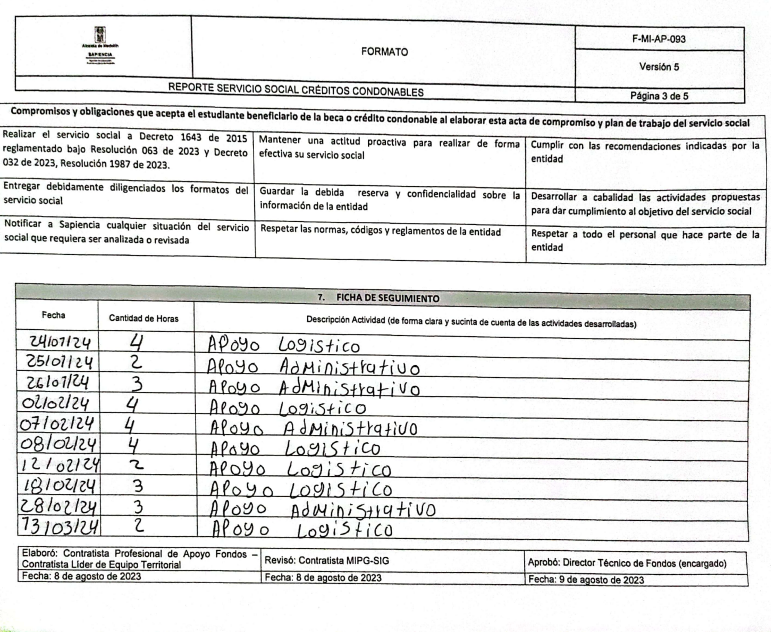 Alcaldía de Medellín
SAPIENCIA
FORMATO
F-MI-AP-093
Versión 5
REPORTE SERVICIO SOCIAL CRÉDITOS CONDONABLES
Página 3 de 5
Compromisos y obligaciones que acepta el estudiante beneficiario de la beca o crédito condonable al elaborar esta acta de compromiso y plan de trabajo del servicio social
Realizar el servicio social a Decreto 1643 de 2015
reglamentado bajo Resolución 063 de 2023 y Decreto
032 de 2023, Resolución 1987 de 2023.
Mantener una actitud proactiva para realizar de forma
efectiva su servicio social
Cumplir con las recomendaciones indicadas por la
entidad
Entregar debidamente diligenciados los formatos del
servicio social
Guardar la debida reserva y confidencialidad sobre la
información de la entidad
Desarrollar a cabalidad las actividades propuestas
para dar cumplimiento al objetivo del servicio social
Notificar a Sapiencia cualquier situación del servicio
social que requiera ser analizada o revisada
Respetar las normas, códigos y reglamentos de la entidad
Respetar a todo el personal que hace parte de la
entidad
7. FICHA DE SEGUIMIENTO
Fecha Cantidad de Horas Descripción Actividad (de forma clara y sucinta de cuenta de las actividades desarrolladas)
24/01/24 4 Apoyo Logistico
25/01/24 2 Apoyo Administrativo
26/01/24 3 Apoyo Administrativo
02/02/24 4 Apoyo Logistico
07/02/24 4 Apoyo Administrativo
08/02/24 4 Apoyo Logistico
12/02/24 2 Apoyo Logistico
18/02/24 3 Apoyo Logistico
28/02/24 3 Apoyo Administrativo
13/03/24 2 Apoyo Logistico
Elaboró: Contratista Profesional de Apoyo Fondos –
Contratista Líder de Equipo Territorial
Revisó: Contratista MIPG-SIG
Aprobó: Director Técnico de Fondos (encargado)
Fecha: 8 de agosto de 2023
Fecha: 8 de agosto de 2023
Fecha: 9 de agosto de 2023